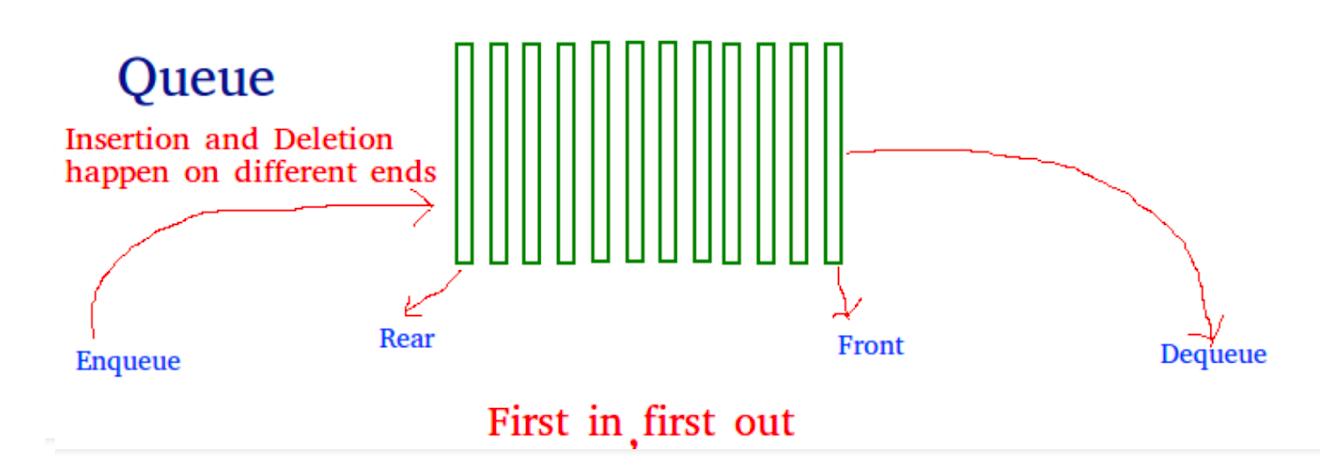 Queue
Insertion and Deletion
happen on different ends
Enqueue
Rear
Front
Dequeue
First in,first out